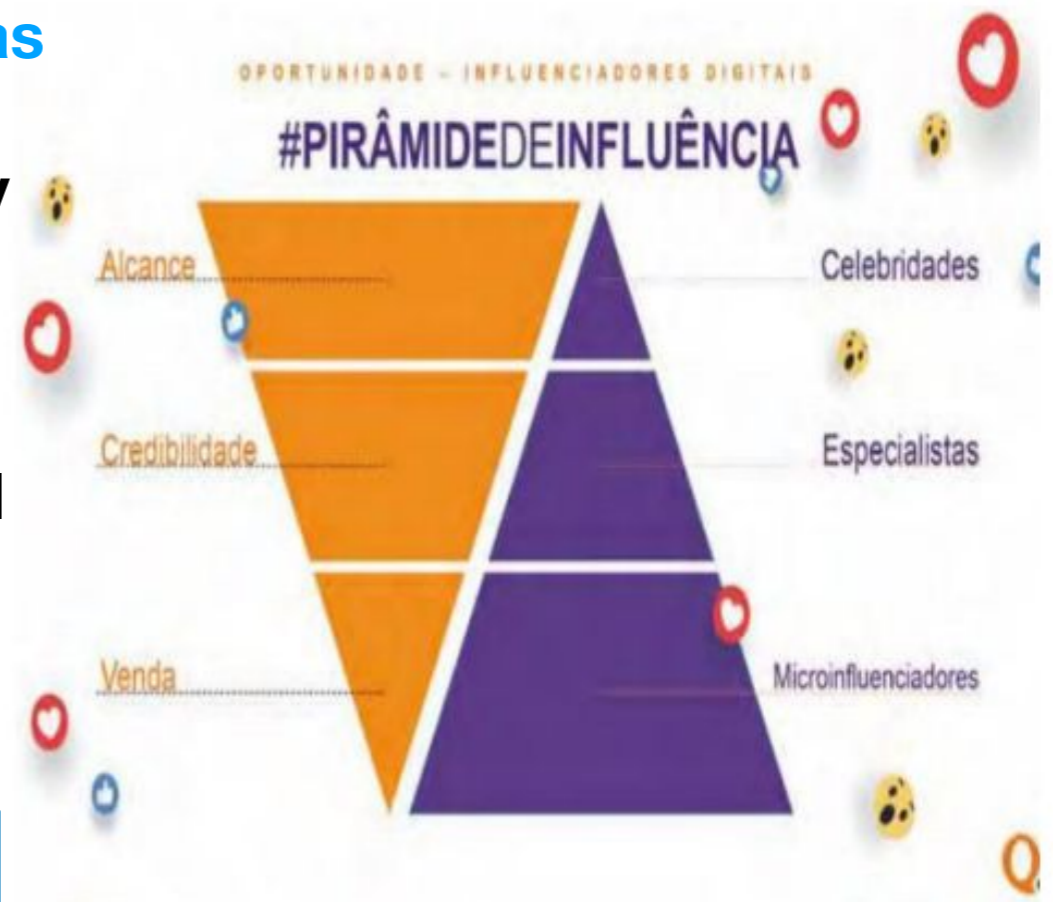 as
OPORTUNIDADE – INFLUENCIADORES DIGITAIS
#PIRÂMIDEDEINFLUÊNCIA
y
Alcance
Celebridades
Credibilidade
Especialistas
Venda
Microinfluenciadores
Q